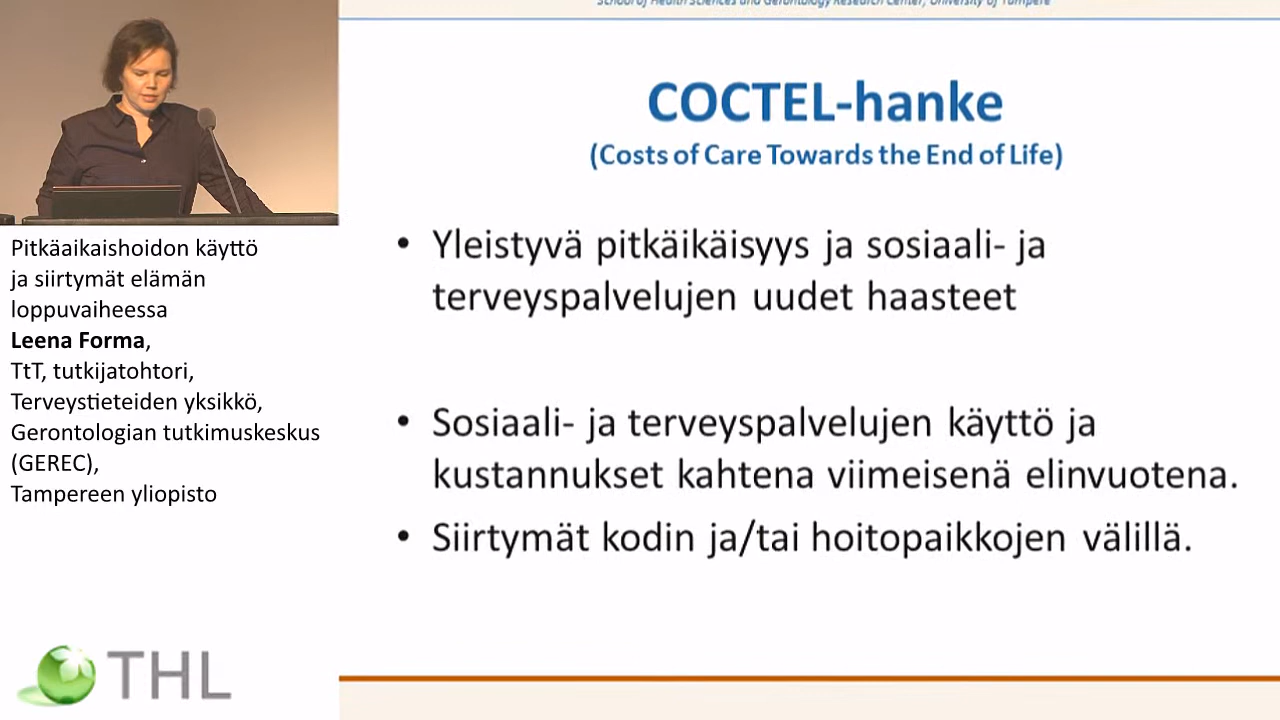 School of Health Sciences and Gerontology Research Center, University of Tampere
COCTEL-hanke
(Costs of Care Towards the End of Life)
• Yleistyvä pitkäikäisyys ja sosiaali- ja
terveyspalvelujen uudet haasteet
• Sosiaali- ja terveyspalvelujen käyttö ja
kustannukset kahtena viimeisenä elinvuotena.
• Siirtymät kodin ja/tai hoitopaikkojen välillä.
Pitkäaikaishoidon käyttö
ja siirtymät elämän
loppuvaiheessa
Leena Forma,
TtT, tutkijatohtori,
Terveystieteiden yksikkö,
Gerontologian tutkimuskeskus
(GEREC),
Tampereen yliopisto
THL